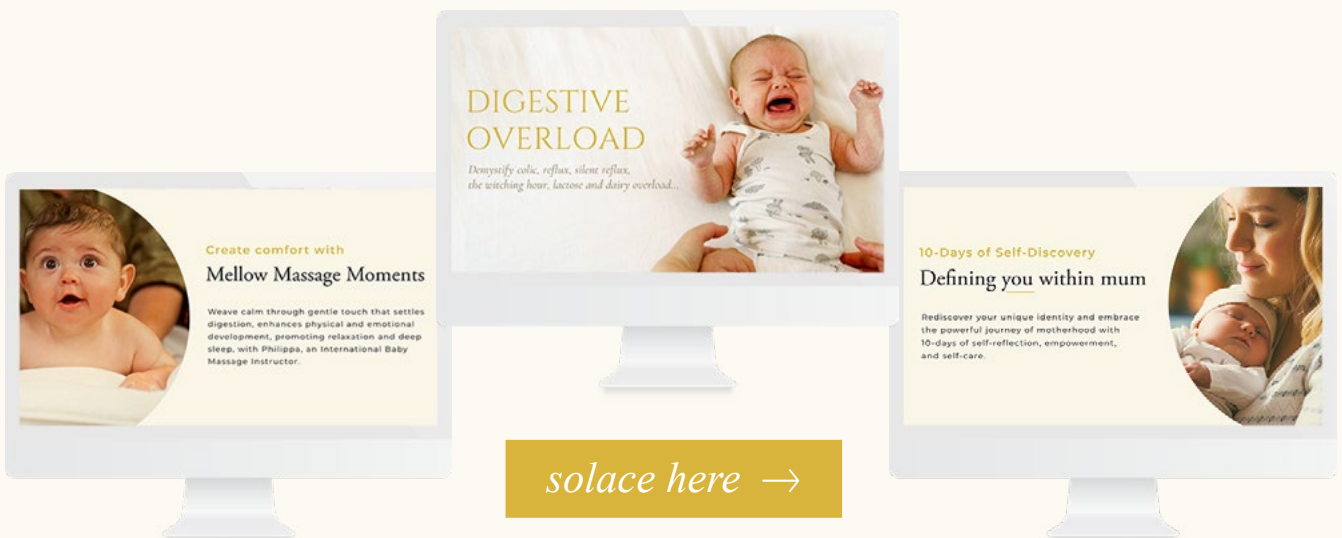 DIGESTIVE
OVERLOAD
Demystify colic, reflux, silent reflux,
the witching hour, lactose and dairy overload...
Create comfort with
Mellow Massage Moments
Weave calm through gentle touch that settles
digestion, enhances physical and emotional
development, promoting relaxation and deep
sleep, with Philippa, an International Baby
Massage Instructor.
10-Days of Self-Discovery
Defining you within mum
Rediscover your unique identity and embrace
the powerful journey of motherhood with
10-days of self-reflection, empowerment,
and self-care.
solace here →